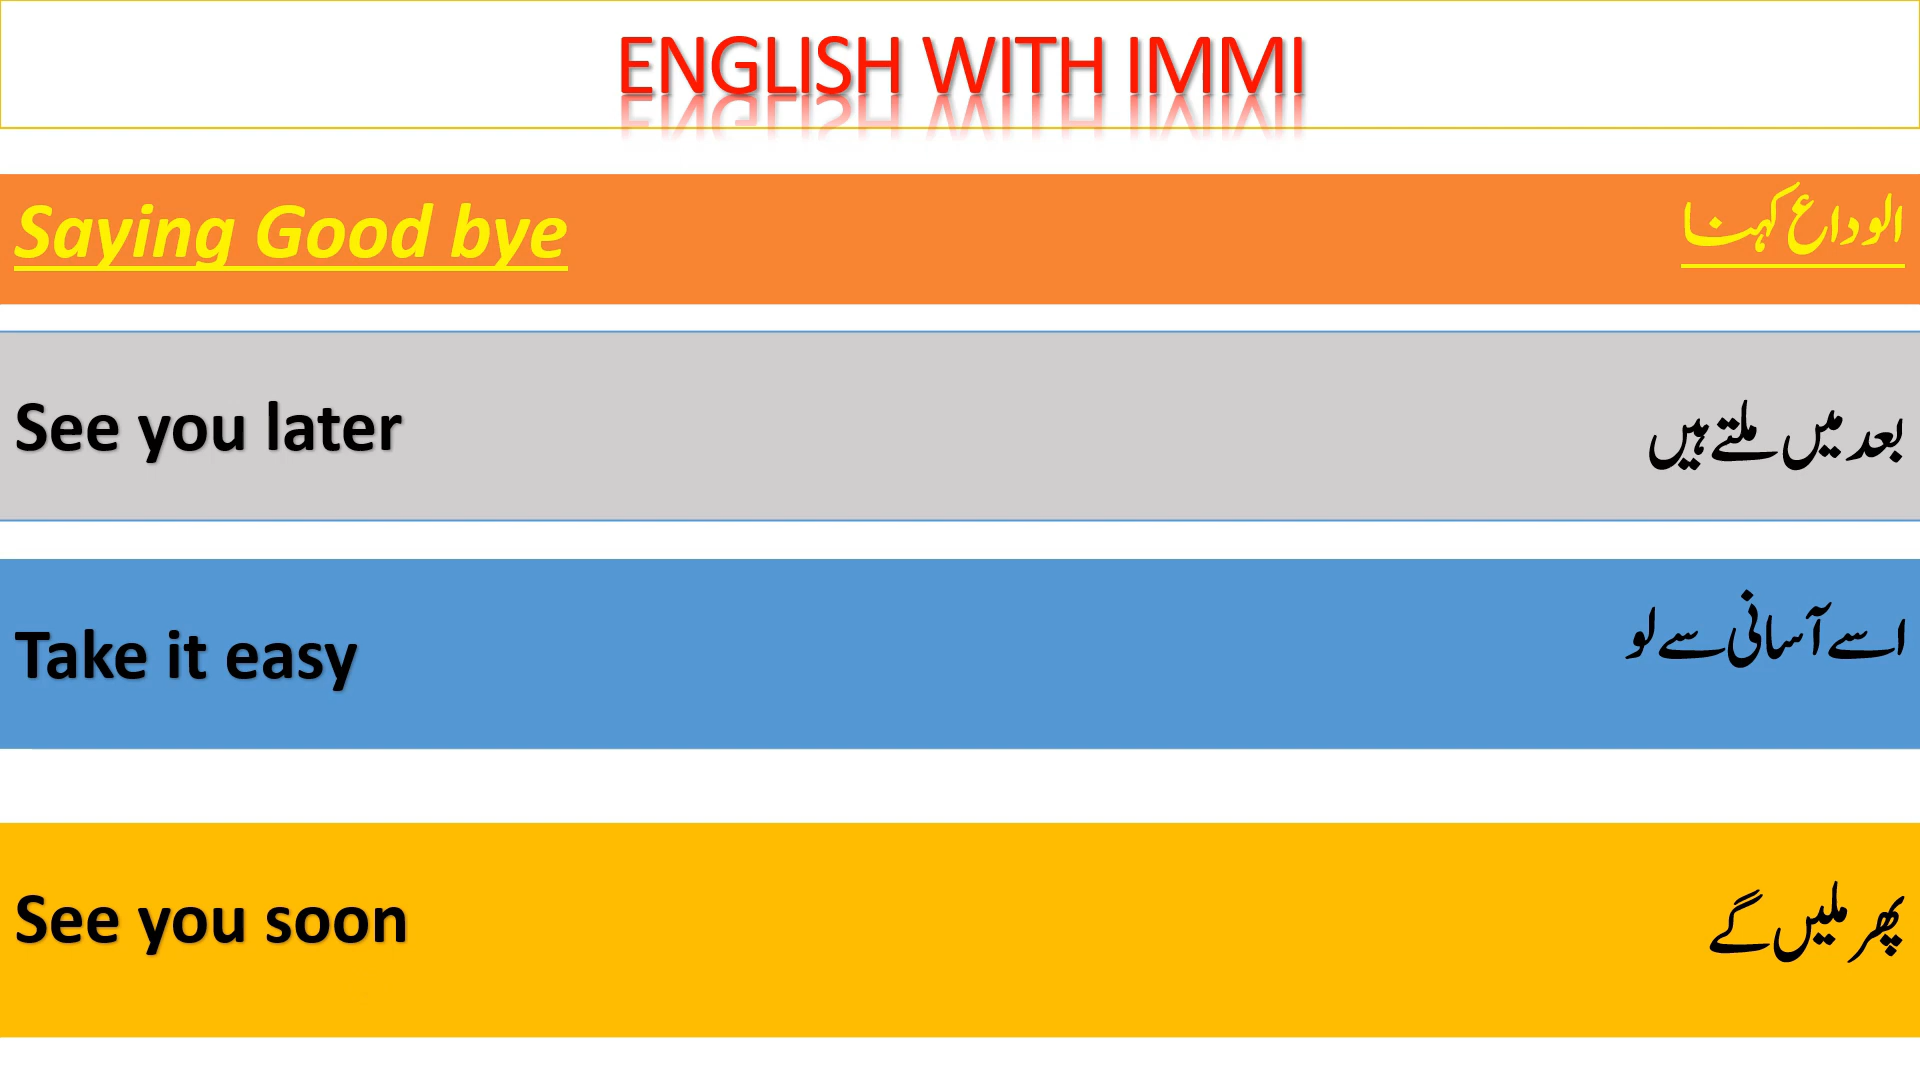 ENGLISH WITH IMMI
Saying Good bye
الوداع کہنا
See you later
بعد میں ملتے ہیں
Take it easy
اسے آسانی سے لو
See you soon
پھر ملیں گے